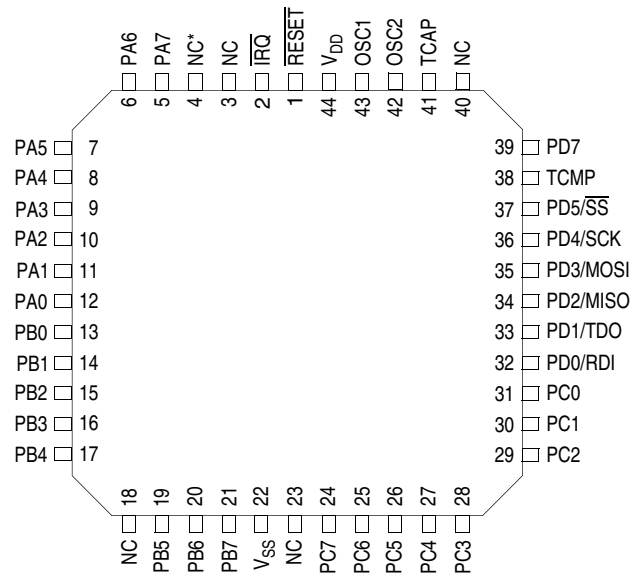 PA6 PA7 NC* NC I̅R̅Q̅ R̅E̅S̅E̅T̅ VDD OSC1 OSC2 TCAP NC
6 5 4 3 2 1 44 43 42 41 40
PA5 7 39 PD7
PA4 8 38 TCMP
PA3 9 37 PD5/S̅S̅
PA2 10 36 PD4/SCK
PA1 11 35 PD3/MOSI
PA0 12 34 PD2/MISO
PB0 13 33 PD1/TDO
PB1 14 32 PD0/RDI
PB2 15 31 PC0
PB3 16 30 PC1
PB4 17 29 PC2
18 19 20 21 22 23 24 25 26 27 28
NC PB5 PB6 PB7 VSS NC PC7 PC6 PC5 PC4 PC3